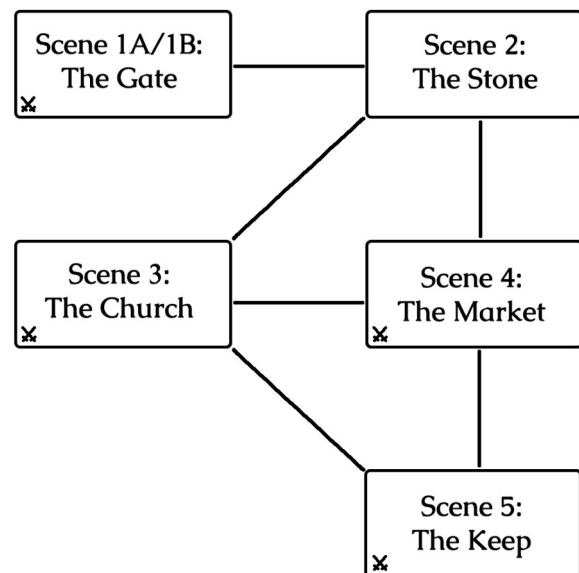 Scene 1A/1B:
The Gate
Scene 2:
The Stone
Scene 3:
The Church
Scene 4:
The Market
Scene 5:
The Keep